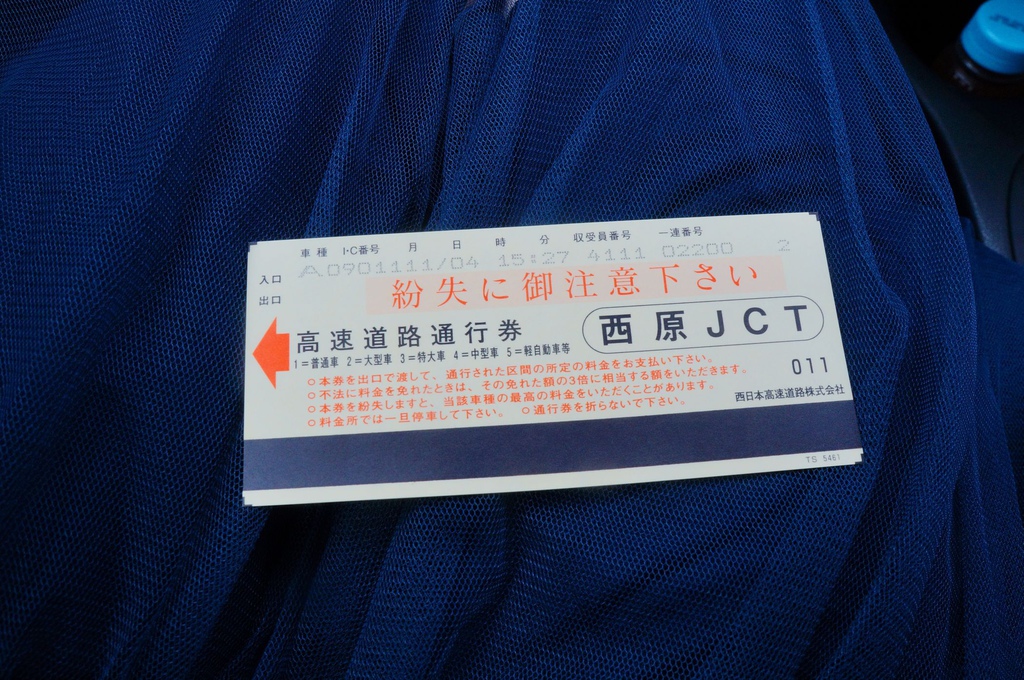 車種 I・C番号 月 日 時 分 収受員番号 一連番号
入口 A0901111/04 15:27 4111 02200 2
出口
紛失に御注意下さい
高速道路通行券
西原JCT
1=普通車 2=大型車 3=特大車 4=中型車 5=軽自動車等
○本券を出口で渡して、通行された区間の所定の料金をお支払い下さい。
○不法に料金を免れたときは、その免れた額の3倍に相当する額をいただきます。
○本券を紛失しますと、当該車種の最高の料金をいただくことがあります。
○料金所では一旦停車して下さい。 ○通行券を折らないで下さい。
011
西日本高速道路株式会社
TS 5461